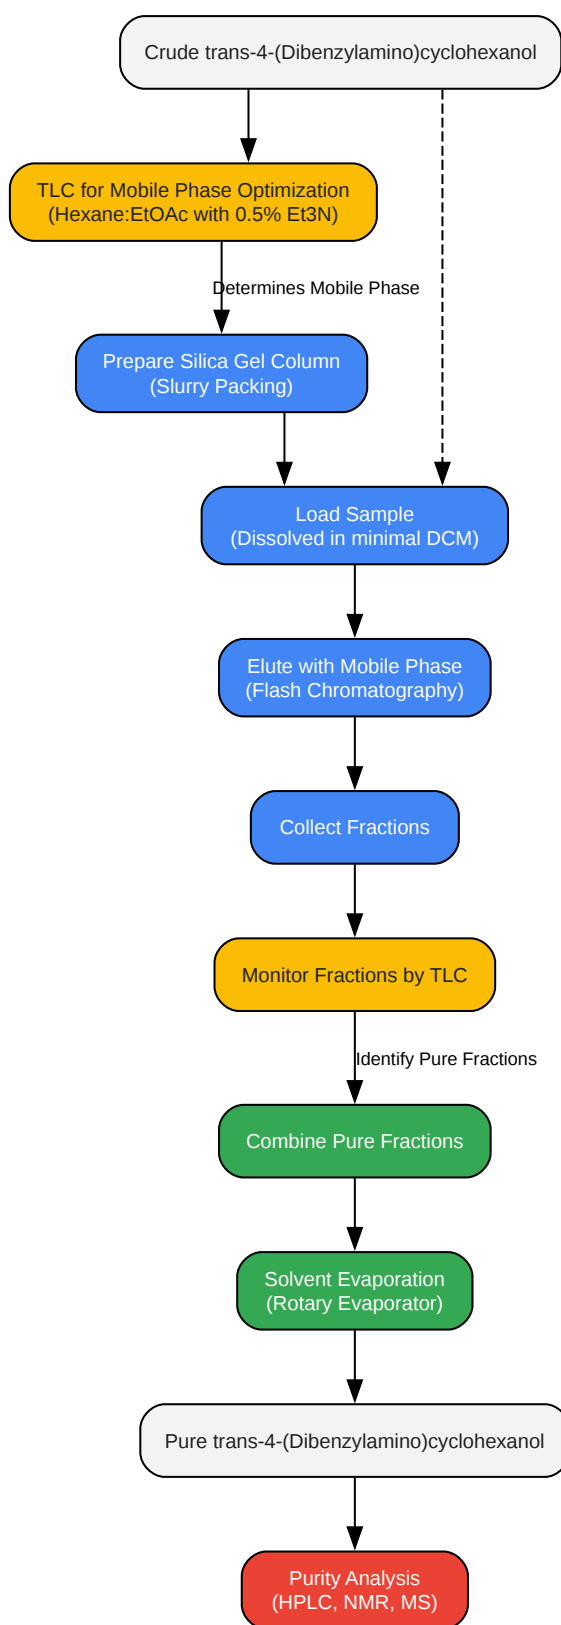 Crude trans-4-(Dibenzylamino)cyclohexanol
TLC for Mobile Phase Optimization
(Hexane:EtOAc with 0.5% Et3N)
Determines Mobile Phase
Prepare Silica Gel Column
(Slurry Packing)
Load Sample
(Dissolved in minimal DCM)
Elute with Mobile Phase
(Flash Chromatography)
Collect Fractions
Monitor Fractions by TLC
Identify Pure Fractions
Combine Pure Fractions
Solvent Evaporation
(Rotary Evaporator)
Pure trans-4-(Dibenzylamino)cyclohexanol
Purity Analysis
(HPLC, NMR, MS)